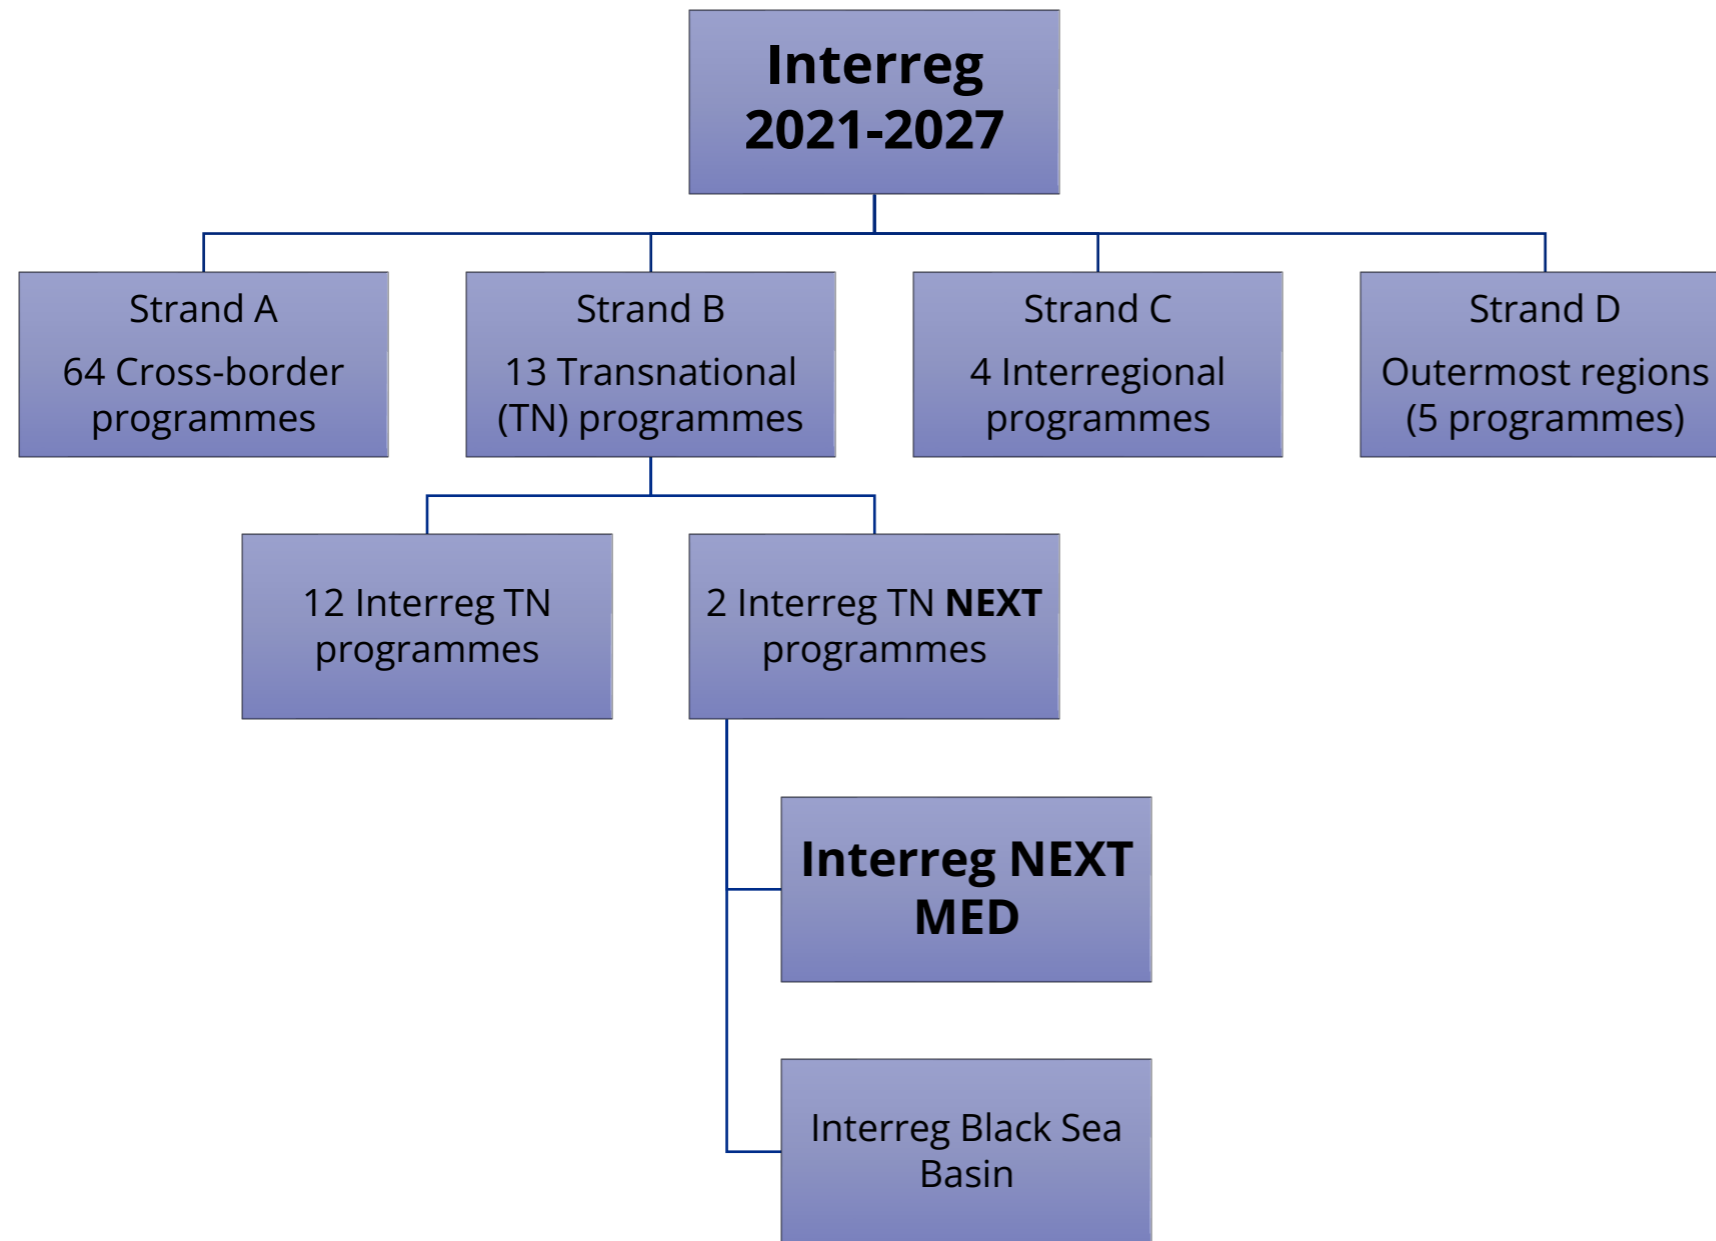 Interreg
2021-2027
Strand A
64 Cross-border
programmes
Strand B
13 Transnational
(TN) programmes
Strand C
4 Interregional
programmes
Strand D
Outermost regions
(5 programmes)
12 Interreg TN
programmes
2 Interreg TN NEXT
programmes
Interreg NEXT
MED
Interreg Black Sea
Basin